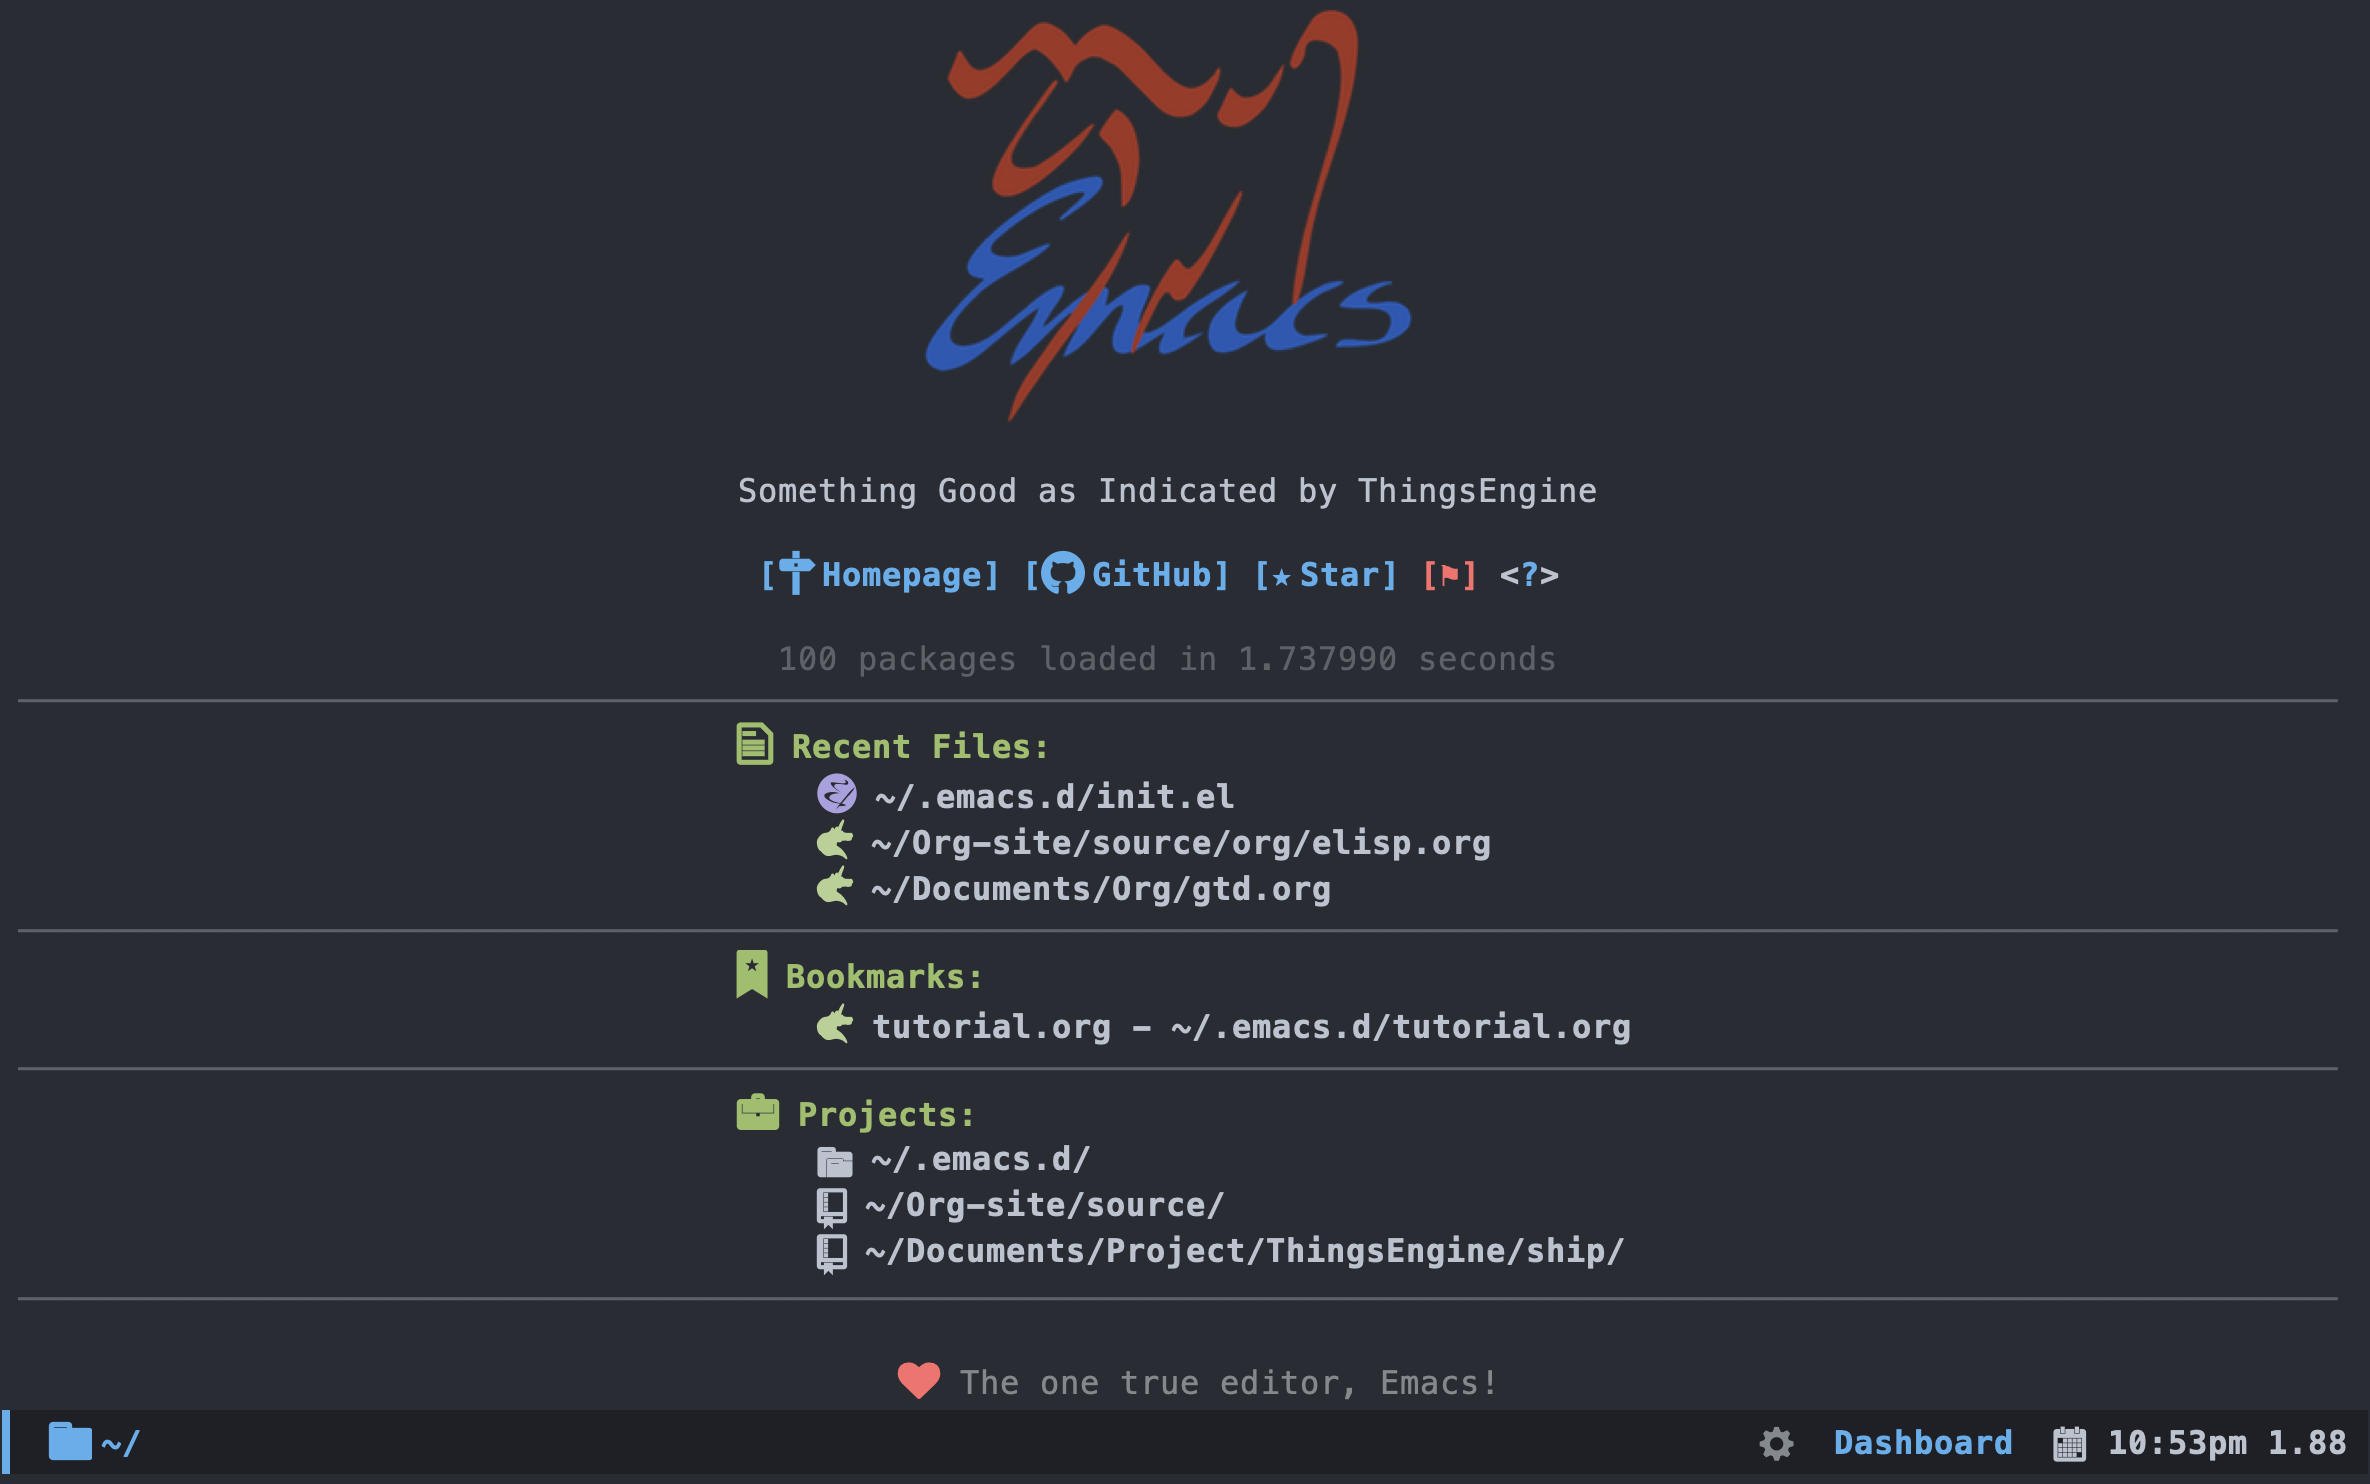 Emacs
Something Good as Indicated by ThingsEngine
[Homepage] [GitHub] [★ Star] [⚑] <?>
100 packages loaded in 1.737990 seconds
Recent Files:
~/.emacs.d/init.el
~/Org-site/source/org/elisp.org
~/Documents/Org/gtd.org
Bookmarks:
tutorial.org - ~/.emacs.d/tutorial.org
Projects:
~/.emacs.d/
~/Org-site/source/
~/Documents/Project/ThingsEngine/ship/
The one true editor, Emacs!
~/ Dashboard 10:53pm 1.88